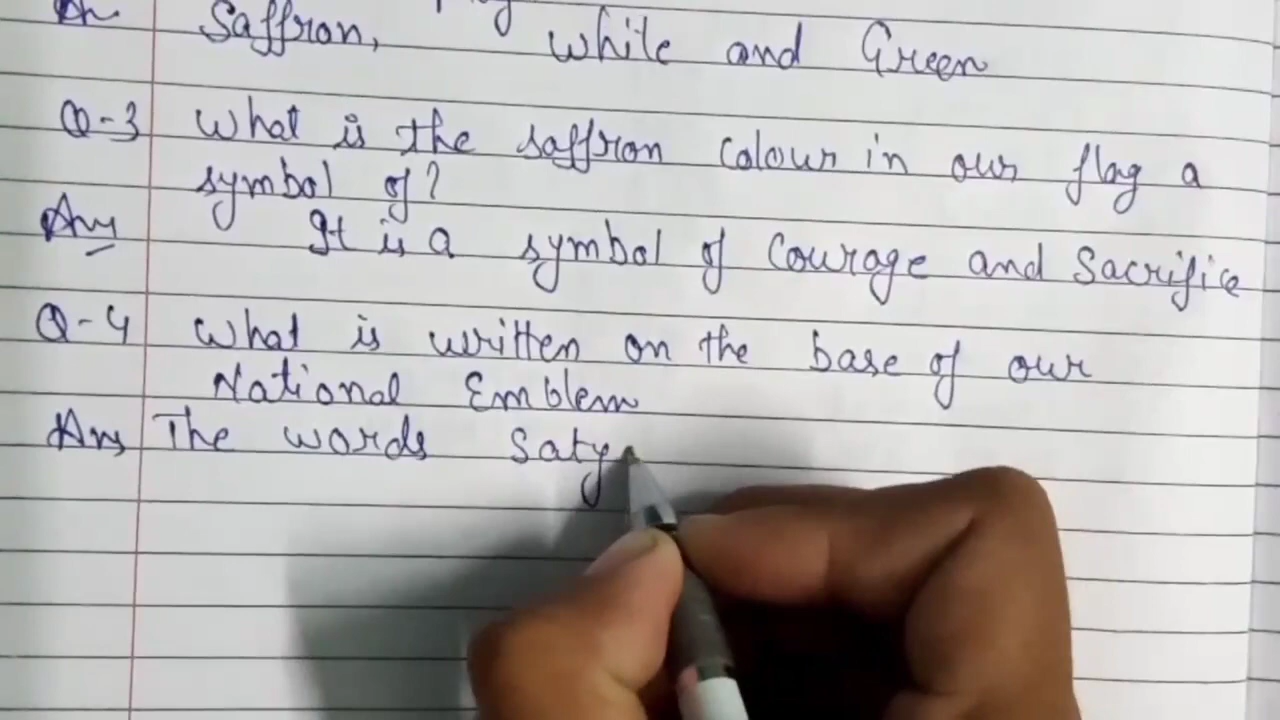 Saffron, white and Green
Q-3 What is the saffron colour in our flag a
symbol of?
Ans It is a symbol of Courage and Sacrifice
Q-4 What is written on the base of our
National Emblem
Ans The words Saty